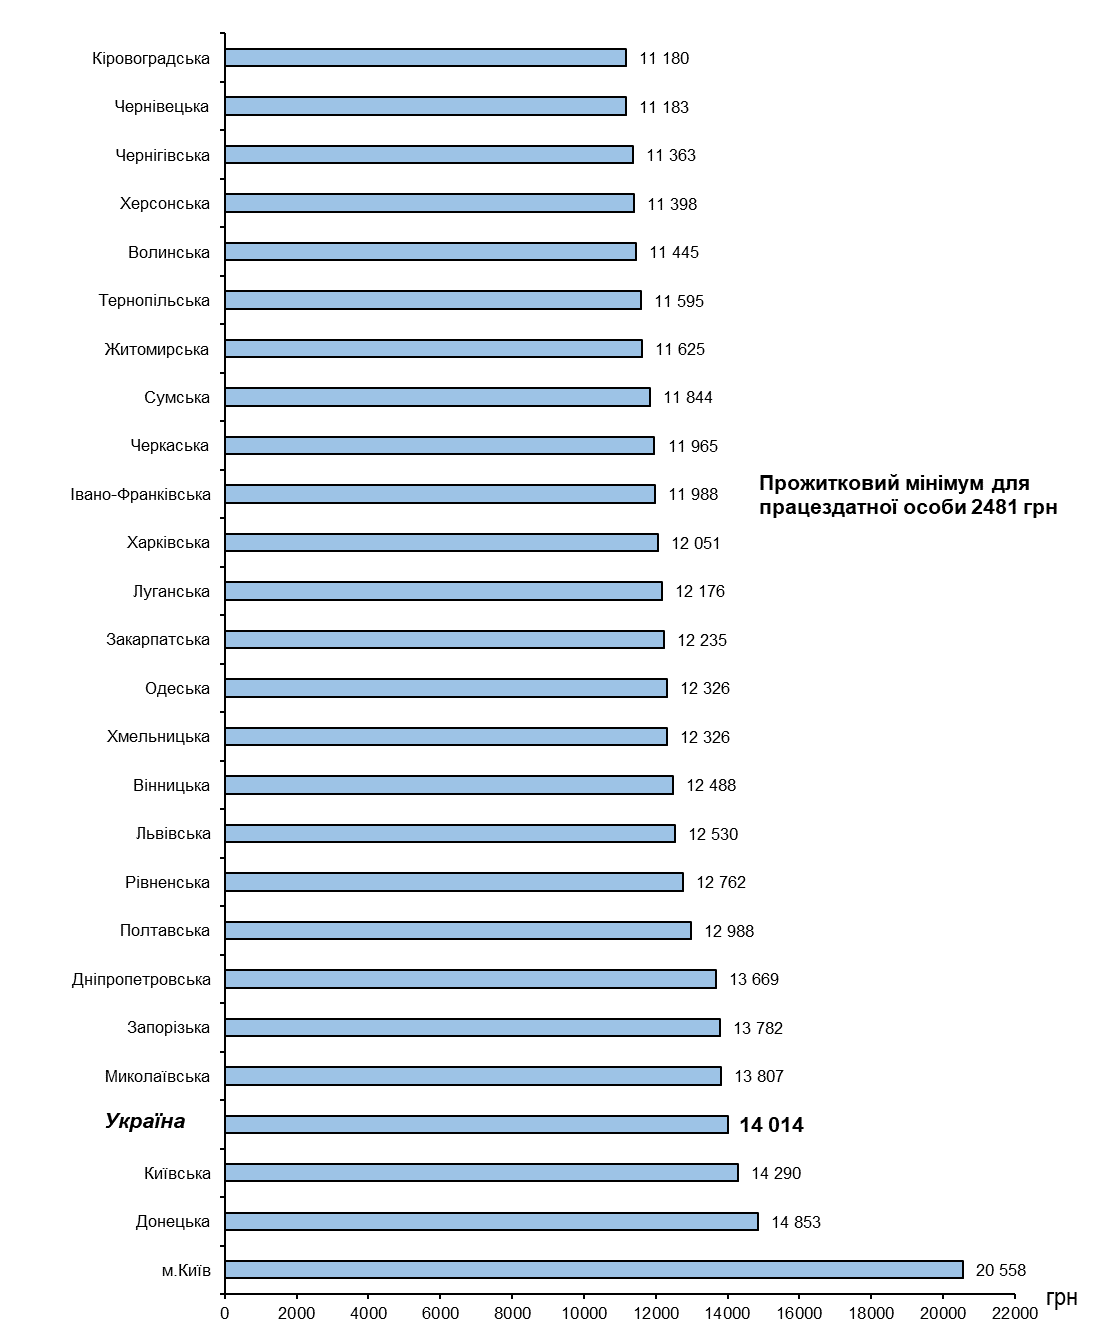 Кіровоградська 11 180
Чернівецька 11 183
Чернігівська 11 363
Херсонська 11 398
Волинська 11 445
Тернопільська 11 595
Житомирська 11 625
Сумська 11 844
Черкаська 11 965
Івано-Франківська 11 988
Прожитковий мінімум для
працездатної особи 2481 грн
Харківська 12 051
Луганська 12 176
Закарпатська 12 235
Одеська 12 326
Хмельницька 12 326
Вінницька 12 488
Львівська 12 530
Рівненська 12 762
Полтавська 12 988
Дніпропетровська 13 669
Запорізька 13 782
Миколаївська 13 807
Україна 14 014
Київська 14 290
Донецька 14 853
м.Київ 20 558
0 2000 4000 6000 8000 10000 12000 14000 16000 18000 20000 22000 грн